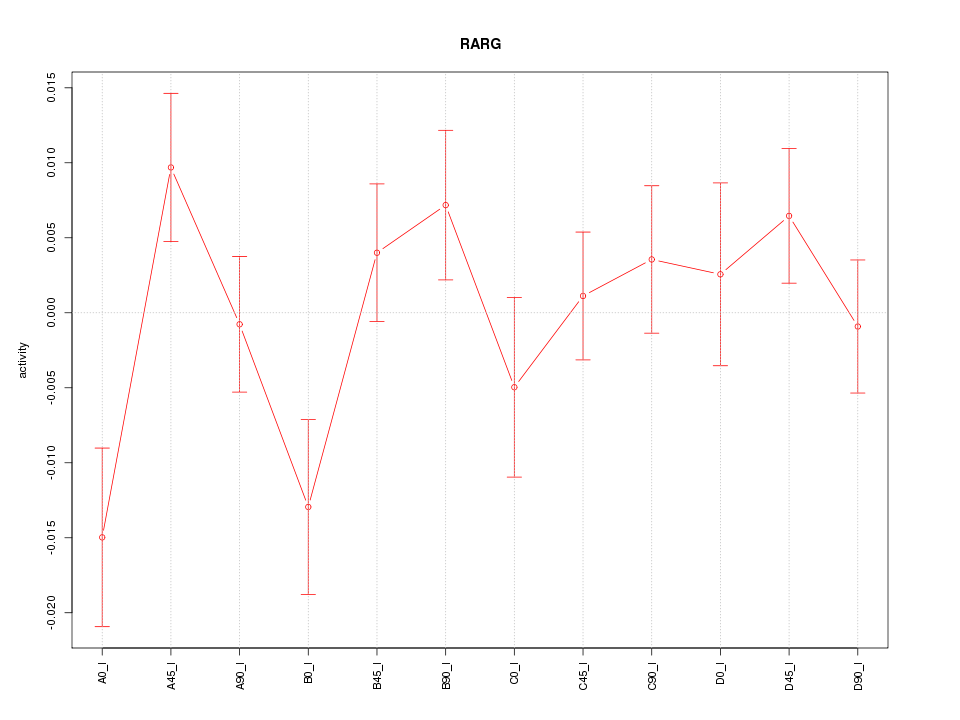 RARG
activity
0.015
0.010
0.005
0.000
-0.005
-0.010
-0.015
-0.020
A0_I
A45_I
A90_I
B0_I
B45_I
B90_I
C0_I
C45_I
C90_I
D0_I
D45_I
D90_I